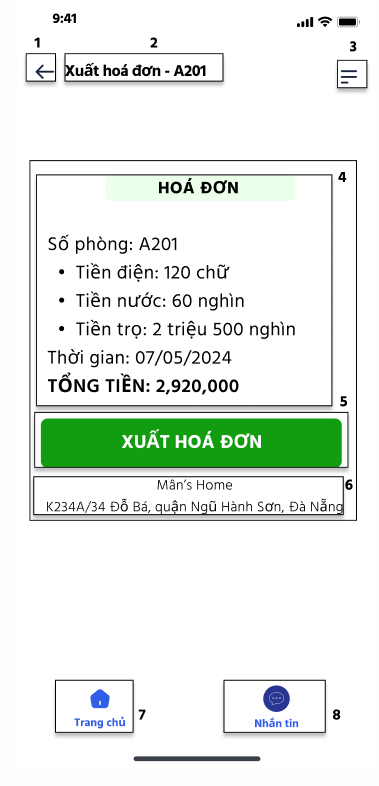 9:41
1
2
3
Xuất hoá đơn - A201
4
HOÁ ĐƠN
Số phòng: A201
• Tiền điện: 120 chữ
• Tiền nước: 60 nghìn
• Tiền trọ: 2 triệu 500 nghìn
Thời gian: 07/05/2024
TỔNG TIỀN: 2,920,000
5
XUẤT HOÁ ĐƠN
6
Mân's Home
K234A/34 Đỗ Bá, quận Ngũ Hành Sơn, Đà Nẵng
Trang chủ
7
Nhắn tin
8